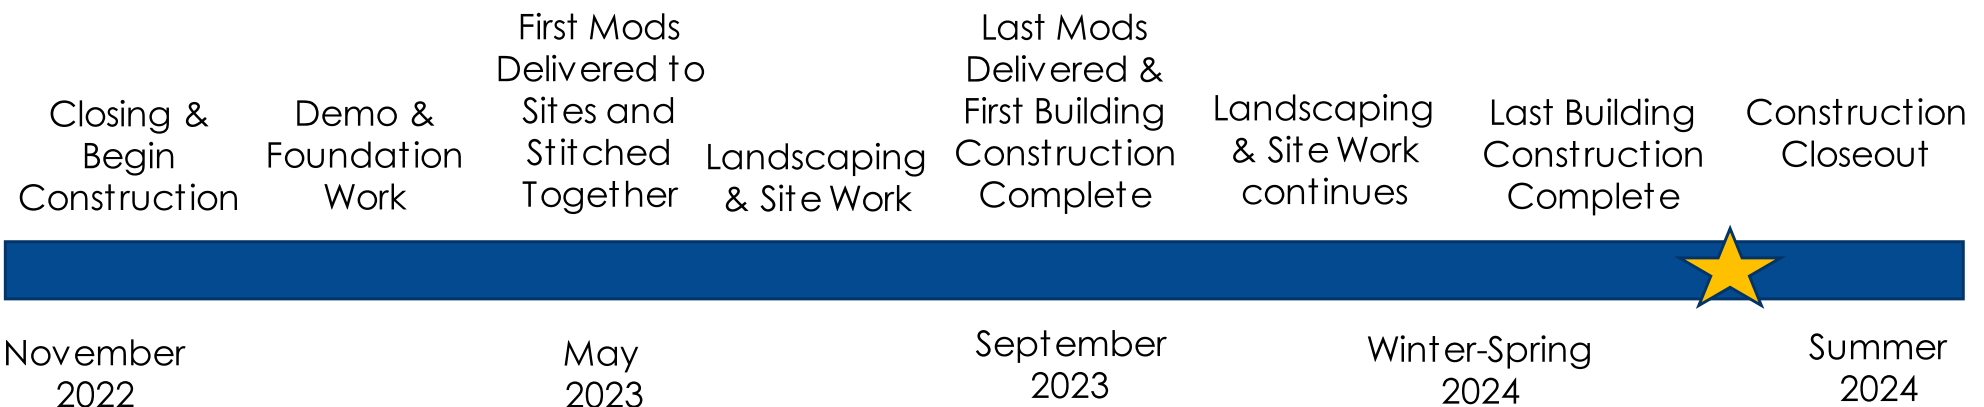 Closing &
Begin
Construction
Demo &
Foundation
Work
First Mods
Delivered to
Sites and
Stitched
Together
Landscaping
& Site Work
Last Mods
Delivered &
First Building
Construction
Complete
Landscaping
& Site Work
continues
Last Building
Construction
Complete
Construction
Closeout
November
2022
May
2023
September
2023
Winter-Spring
2024
Summer
2024